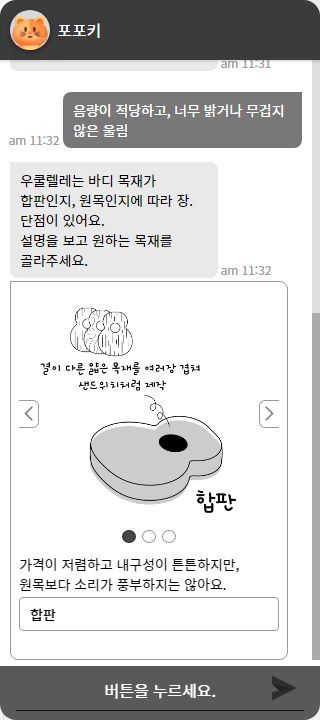 포포키
am 11:31
음량이 적당하고, 너무 밝거나 무겁지
않은 울림
am 11:32
우쿨렐레는 바디 목재가
합판인지, 원목인지에 따라 장.
단점이 있어요.
설명을 보고 원하는 목재를
골라주세요.
am 11:32
결이 다른 얇은 목재를 여러장 겹쳐
샌드위치처럼 제작
합판
가격이 저렴하고 내구성이 튼튼하지만,
원목보다 소리가 풍부하지는 않아요.
합판
버튼을 누르세요.